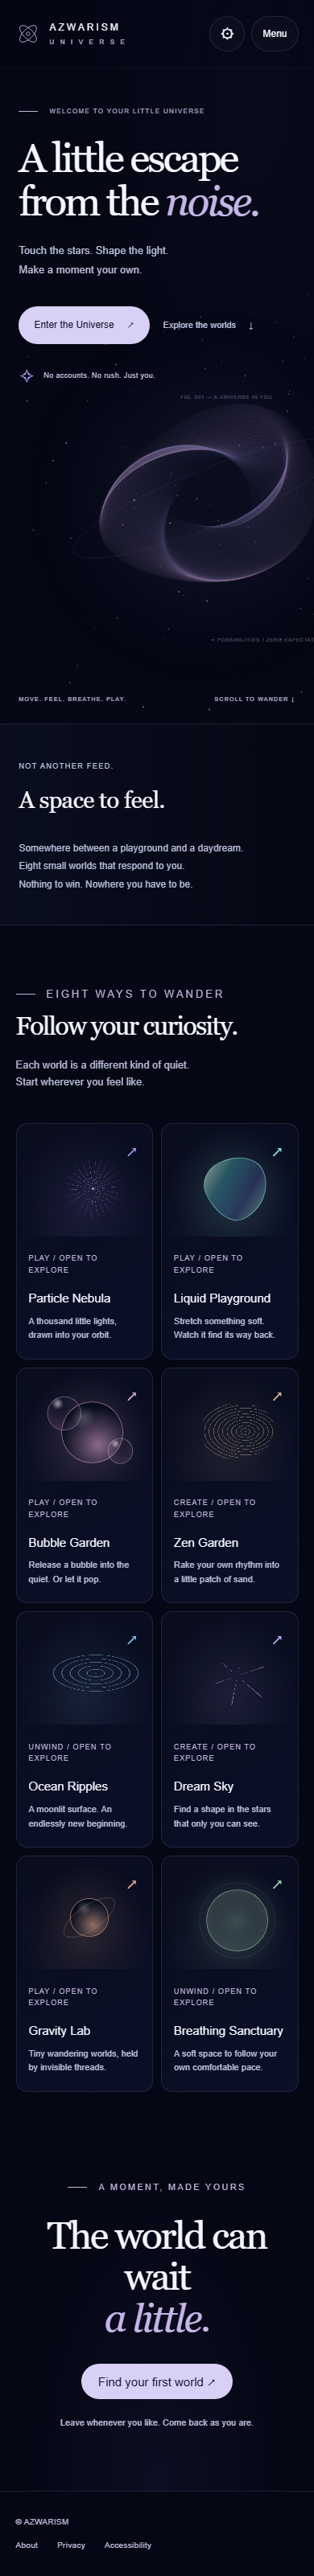 AZWARISM
UNIVERSE
Menu
WELCOME TO YOUR LITTLE UNIVERSE
A little escape
from the noise.
Touch the stars. Shape the light.
Make a moment your own.
Enter the Universe ↗
Explore the worlds ↓
No accounts. No rush. Just you.
FIG. 001 — A UNIVERSE IN YOU
POSSIBILITIES / ZERO
MOVE. FEEL. BREATHE. PLAY.
SCROLL TO WANDER ↓
NOT ANOTHER FEED.
A space to feel.
Somewhere between a playground and a daydream.
Eight small worlds that respond to you.
Nothing to win. Nowhere you have to be.
EIGHT WAYS TO WANDER
Follow your curiosity.
Each world is a different kind of quiet.
Start wherever you feel like.
PLAY / OPEN TO
EXPLORE
Particle Nebula
A thousand little lights,
drawn into your orbit.
PLAY / OPEN TO
EXPLORE
Liquid Playground
Stretch something soft.
Watch it find its way back.
PLAY / OPEN TO
EXPLORE
Bubble Garden
Release a bubble into the
quiet. Or let it pop.
CREATE / OPEN TO
EXPLORE
Zen Garden
Rake your own rhythm into
a little patch of sand.
UNWIND / OPEN TO
EXPLORE
Ocean Ripples
A moonlit surface. An
endlessly new beginning.
CREATE / OPEN TO
EXPLORE
Dream Sky
Find a shape in the stars
that only you can see.
PLAY / OPEN TO
EXPLORE
Gravity Lab
Tiny wandering worlds, held
by invisible threads.
UNWIND / OPEN TO
EXPLORE
Breathing Sanctuary
A soft space to follow your
own comfortable pace.
A MOMENT, MADE YOURS
The world can
wait
a little.
Find your first world ↗
Leave whenever you like. Come back as you are.
© AZWARISM
About Privacy Accessibility